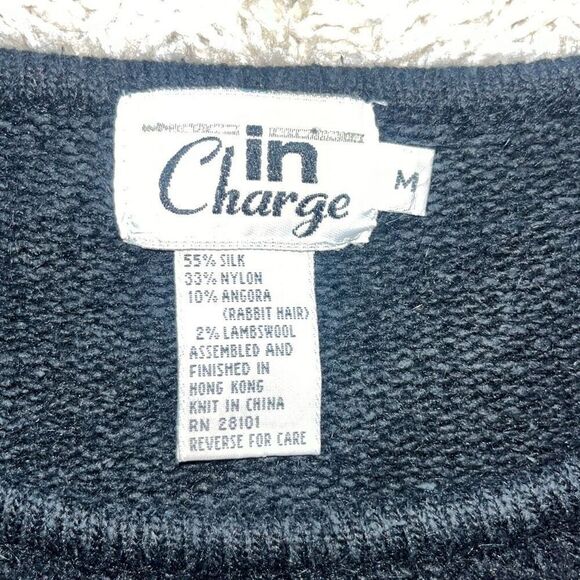 in
Charge
M
55% SILK
33% NYLON
10% ANGORA
(RABBIT HAIR)
2% LAMBSWOOL
ASSEMBLED AND
FINISHED IN
HONG KONG
KNIT IN CHINA
RN 28101
REVERSE FOR CARE